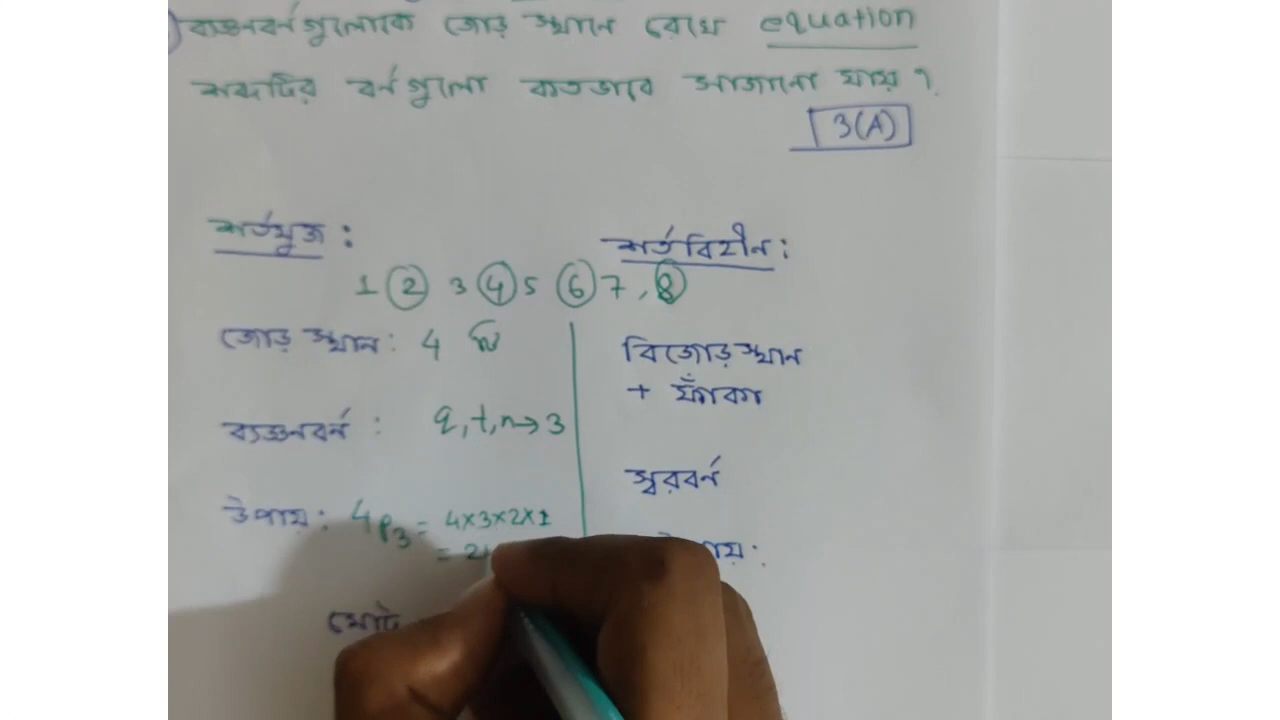 ব্যঞ্জনবর্ণগুলোকে জোড় স্থানে রেখে equation
শব্দটির বর্ণগুলো কতভাবে সাজানো যায় ?
3(A)
শর্তযুক্ত : শর্তবিহীন :
1 2 3 4 5 6 7 , 8
জোড় স্থান : 4 টি
বিজোড় স্থান
+ ফাঁকা
ব্যঞ্জনবর্ণ : q, t, n → 3
স্বরবর্ণ
উপায় : 4P3 = 4×3×2×1
মোট